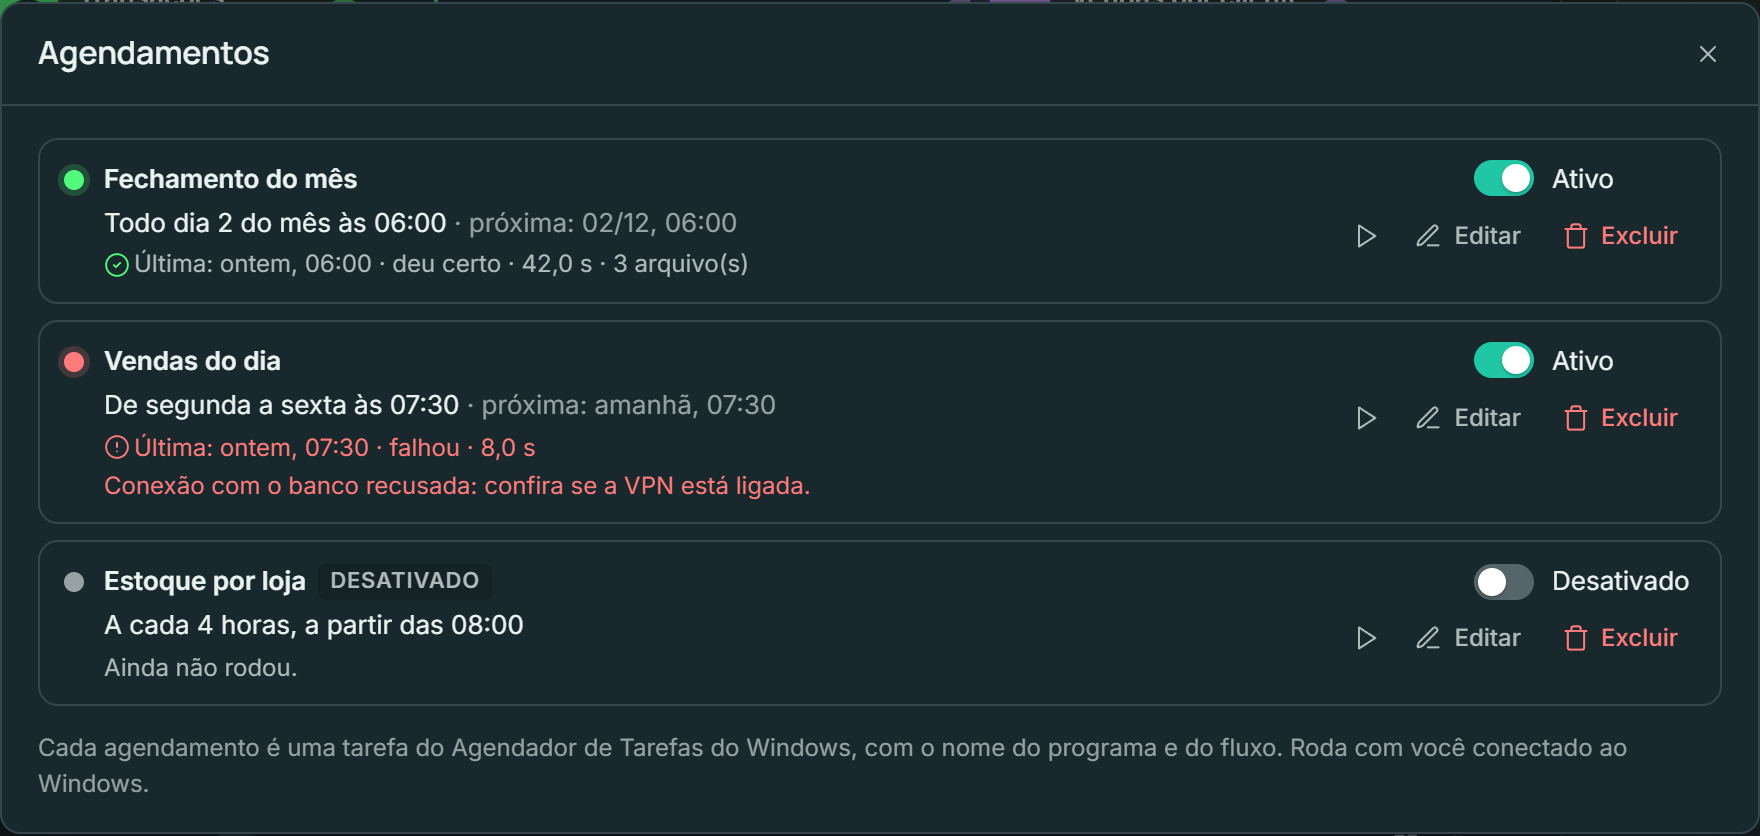 Agendamentos
Fechamento do mês
Ativo
Todo dia 2 do mês às 06:00 · próxima: 02/12, 06:00
Editar
Excluir
Última: ontem, 06:00 · deu certo · 42,0 s · 3 arquivo(s)
Vendas do dia
Ativo
De segunda a sexta às 07:30 · próxima: amanhã, 07:30
Editar
Excluir
Última: ontem, 07:30 · falhou · 8,0 s
Conexão com o banco recusada: confira se a VPN está ligada.
Estoque por loja DESATIVADO
Desativado
A cada 4 horas, a partir das 08:00
Editar
Excluir
Ainda não rodou.
Cada agendamento é uma tarefa do Agendador de Tarefas do Windows, com o nome do programa e do fluxo. Roda com você conectado ao
Windows.